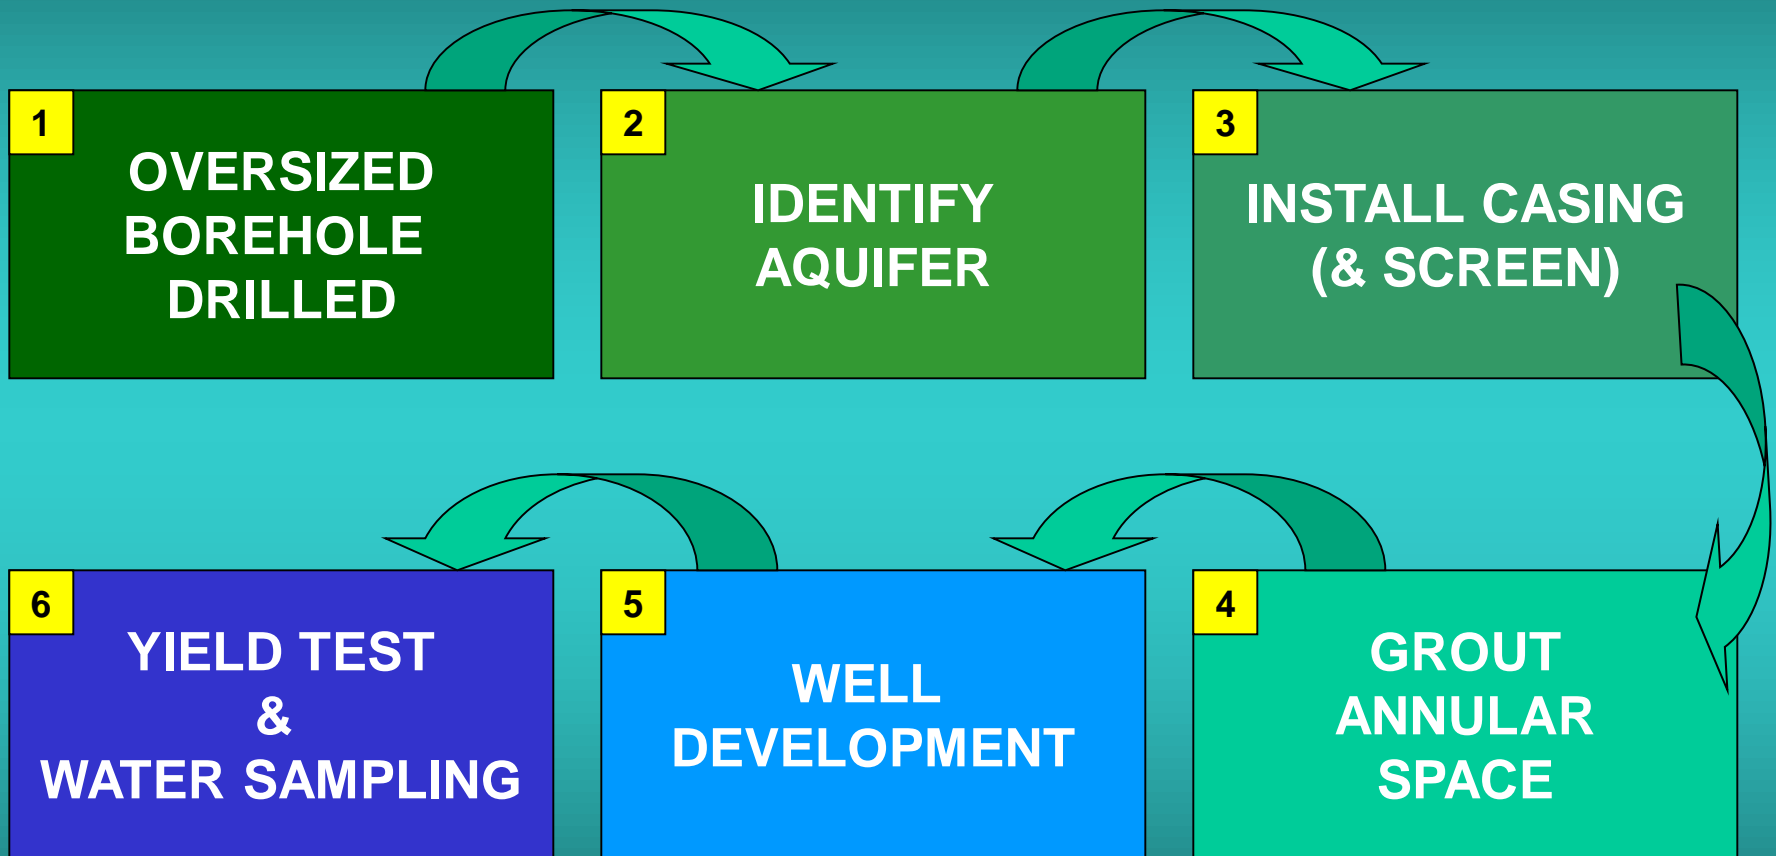 1
OVERSIZED
BOREHOLE
DRILLED
2
IDENTIFY
AQUIFER
3
INSTALL CASING
(& SCREEN)
4
GROUT
ANNULAR
SPACE
5
WELL
DEVELOPMENT
6
YIELD TEST
&
WATER SAMPLING